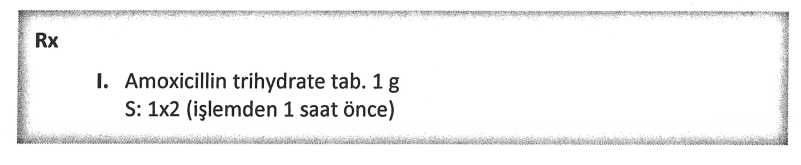 Rx
I. Amoxicillin trihydrate tab. 1 g
S: 1x2 (işlemden 1 saat önce)